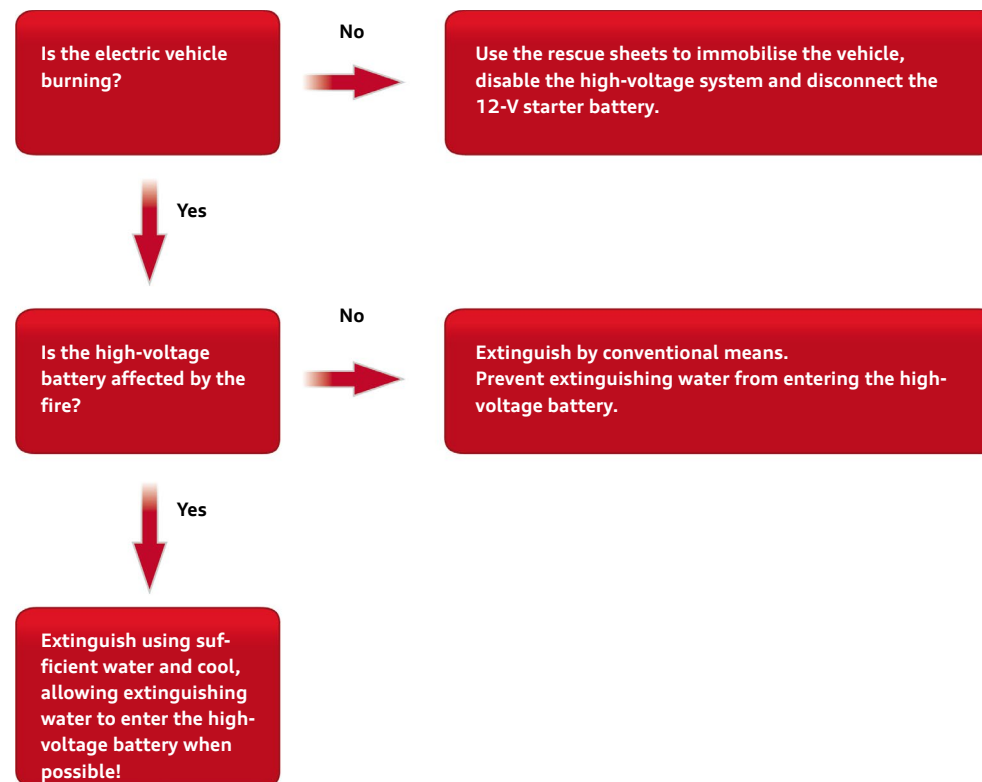 Is the electric vehicle
burning?
No
Use the rescue sheets to immobilise the vehicle,
disable the high-voltage system and disconnect the
12-V starter battery.
Yes
Is the high-voltage
battery affected by the
fire?
No
Extinguish by conventional means.
Prevent extinguishing water from entering the high-
voltage battery.
Yes
Extinguish using suf-
ficient water and cool,
allowing extinguishing
water to enter the high-
voltage battery when
possible!